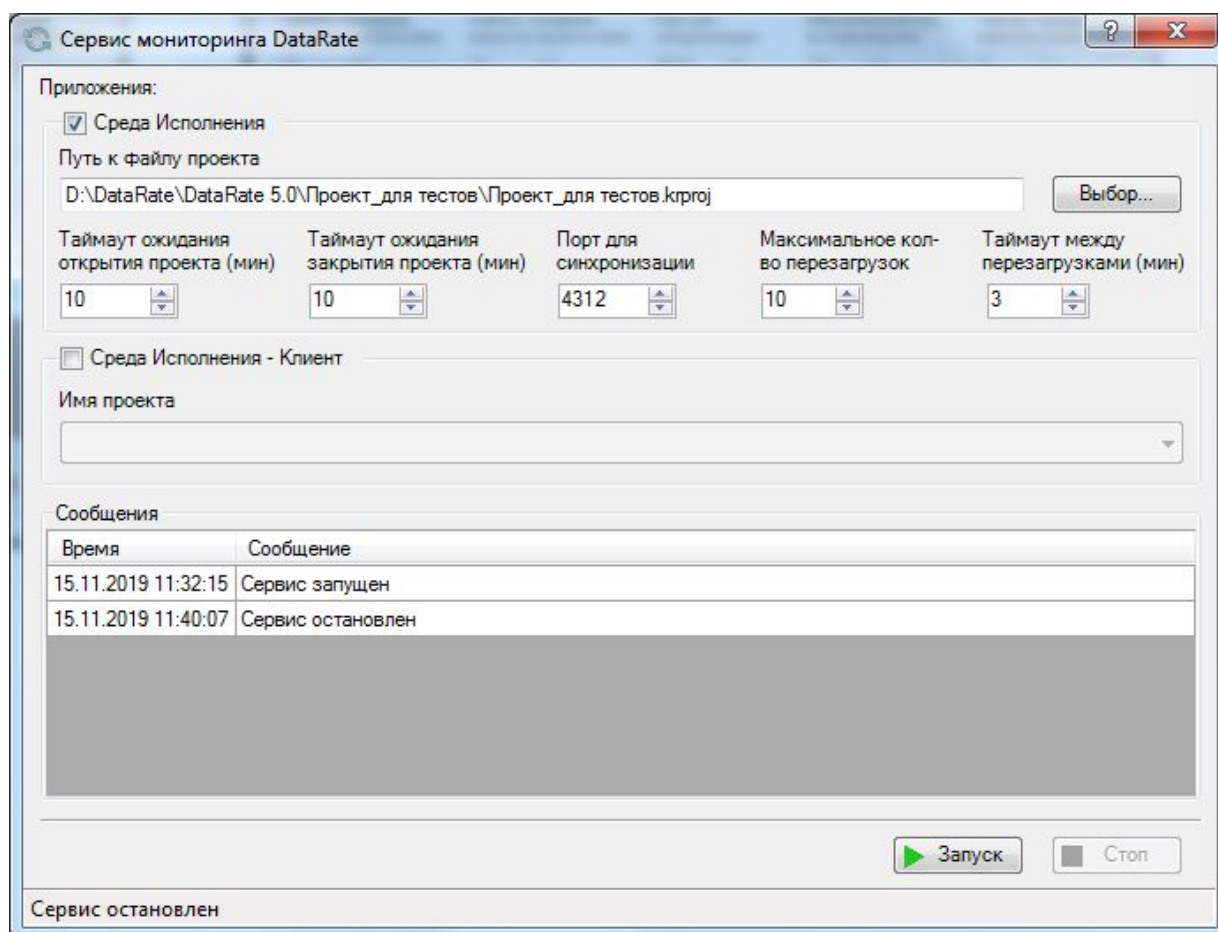 Сервис мониторинга DataRate
?
Приложения:
Среда Исполнения
Путь к файлу проекта
D:\DataRate\DataRate 5.0\Проект_для тестов\Проект_для тестов.krproj
Выбор...
Таймаут ожидания
открытия проекта (мин)
10
Таймаут ожидания
закрытия проекта (мин)
10
Порт для
синхронизации
4312
Максимальное кол-
во перезагрузок
10
Таймаут между
перезагрузками (мин)
3
Среда Исполнения - Клиент
Имя проекта
Сообщения
Время Сообщение
15.11.2019 11:32:15 Сервис запущен
15.11.2019 11:40:07 Сервис остановлен
Запуск
Стоп
Сервис остановлен